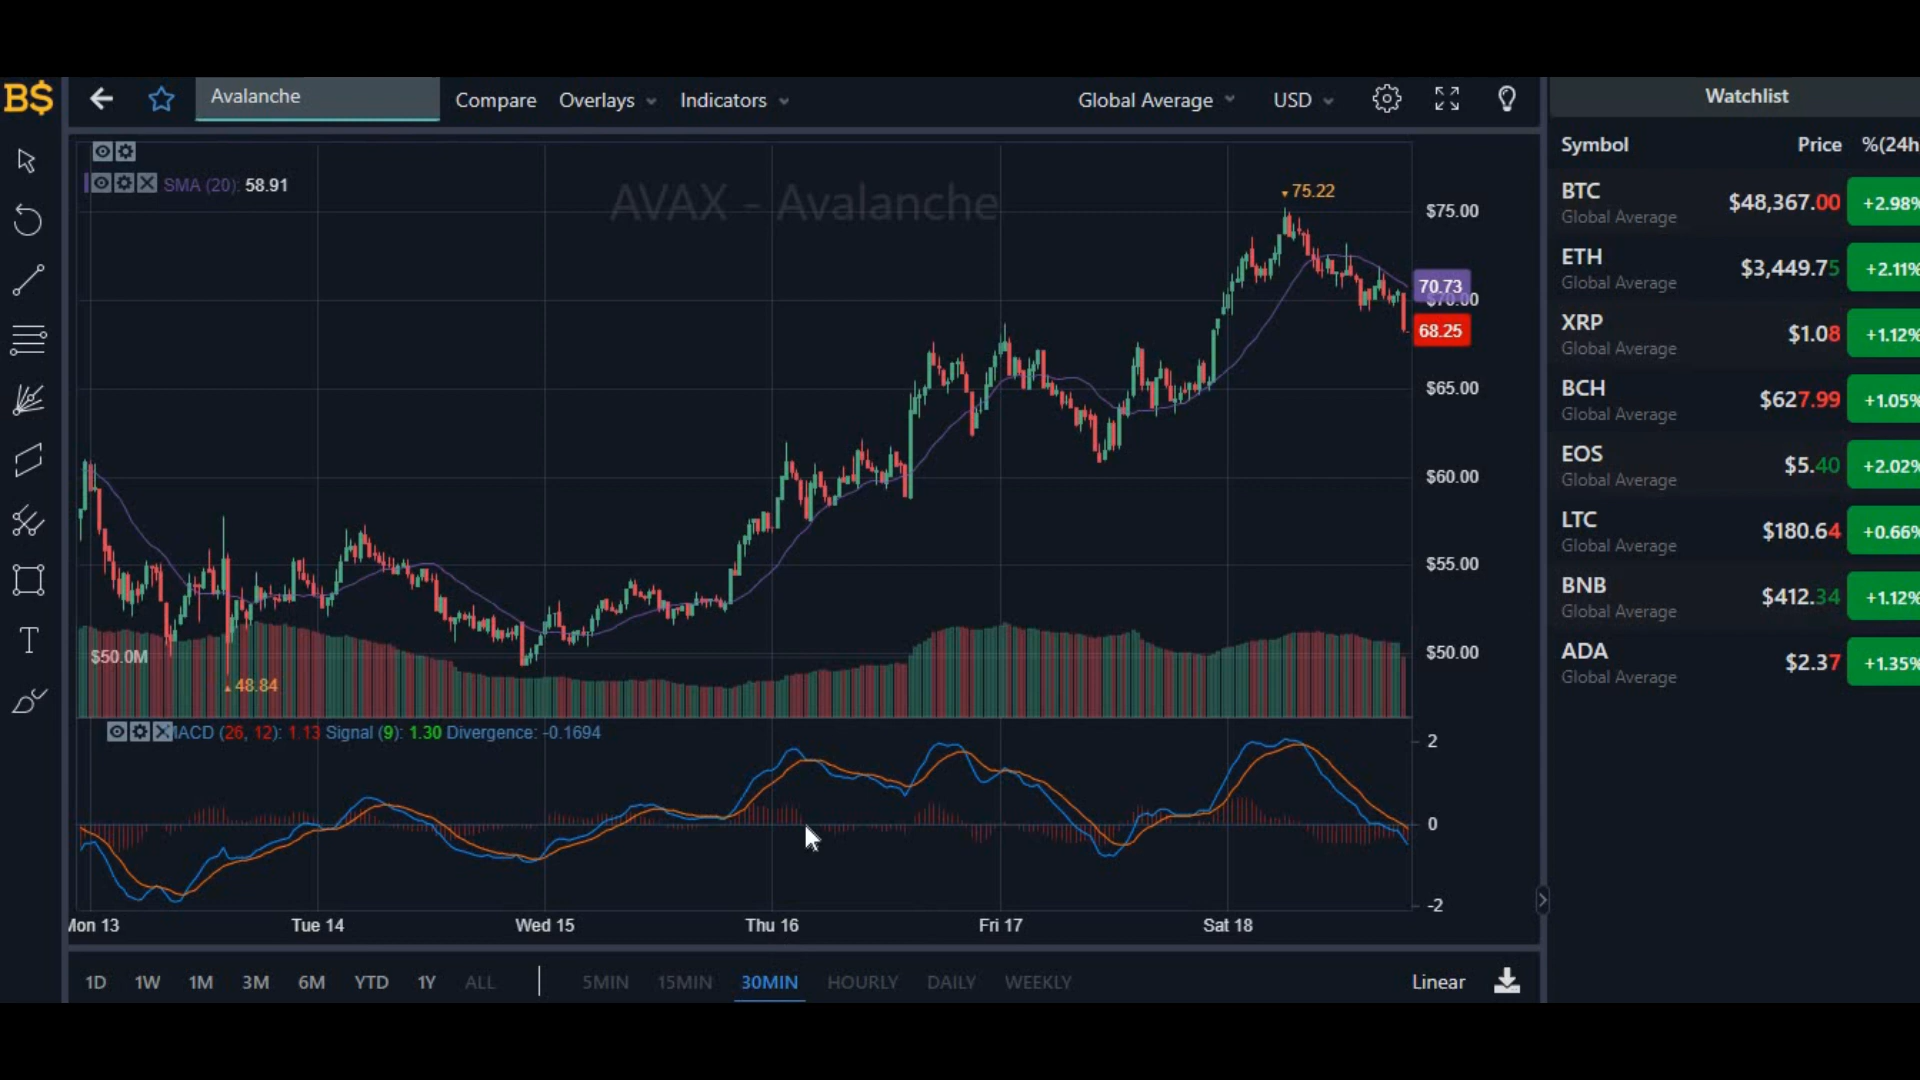 B$
Avalanche
Compare
Overlays
Indicators
Global Average
USD
Watchlist
Symbol Price %(24h
SMA (20): 58.91
AVAX - Avalanche
75.22
$75.00
70.73
$70.00
68.25
$65.00
$60.00
$55.00
$50.00
$50.0M
48.84
MACD (26, 12): 1.13 Signal (9): 1.30 Divergence: -0.1694
2
0
-2
Mon 13 Tue 14 Wed 15 Thu 16 Fri 17 Sat 18
1D 1W 1M 3M 6M YTD 1Y ALL 5MIN 15MIN 30MIN HOURLY DAILY WEEKLY Linear
BTC $48,367.00 +2.98%
Global Average
ETH $3,449.75 +2.11%
Global Average
XRP $1.08 +1.12%
Global Average
BCH $627.99 +1.05%
Global Average
EOS $5.40 +2.02%
Global Average
LTC $180.64 +0.66%
Global Average
BNB $412.34 +1.12%
Global Average
ADA $2.37 +1.35%
Global Average
T